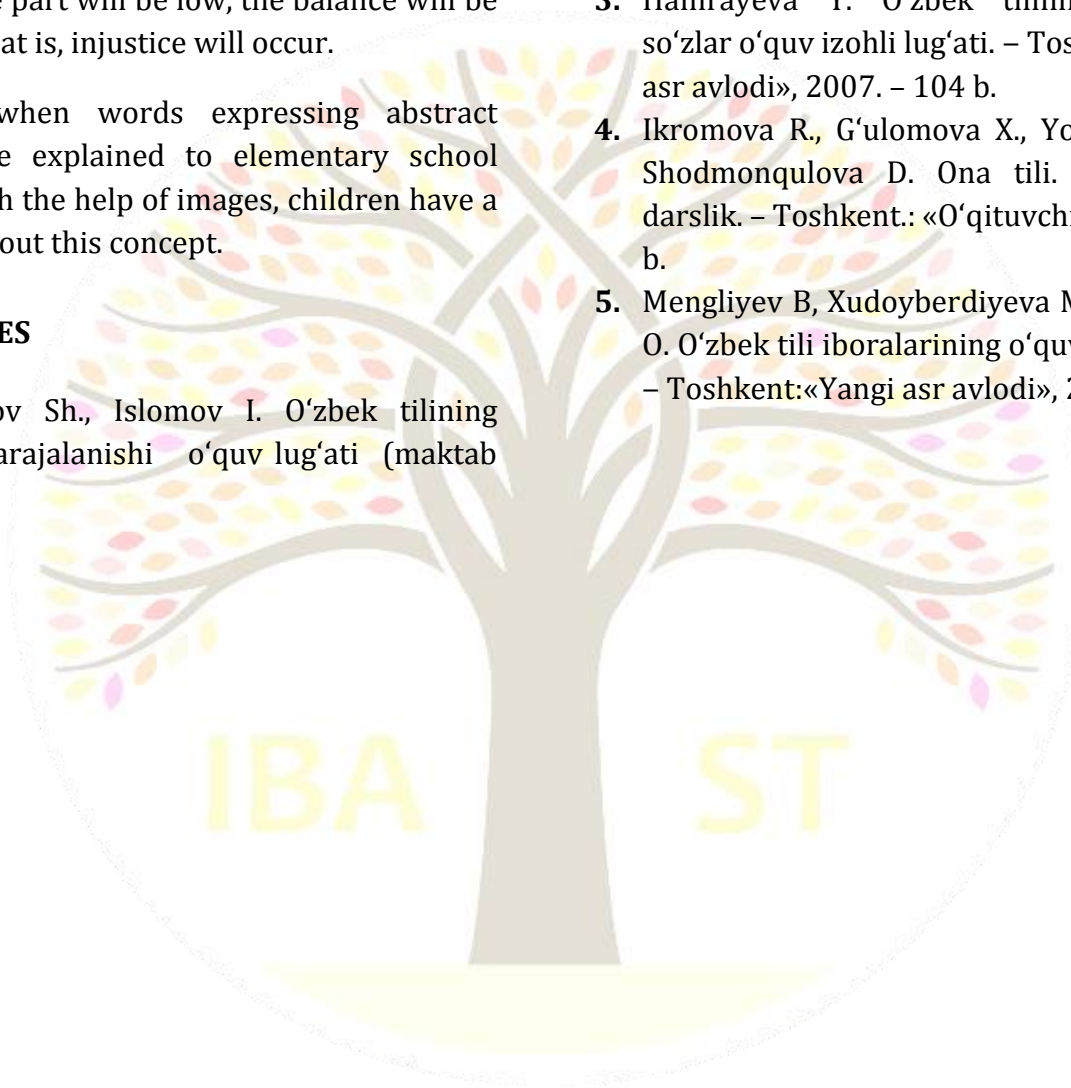 part will be low, the balance will be
at is, injustice will occur.
when words expressing abstract
explained to elementary school
the help of images, children have a
out this concept.
ES
ov Sh., Islomov I. O‘zbek tilining
arajalanishi o‘quv lug‘ati (maktab
3. Hamrayeva Y. O‘zbek tilining
so‘zlar o‘quv izohli lug‘ati. – Tos
asr avlodi», 2007. – 104 b.
4. Ikromova R., G‘ulomova X., Yo
Shodmonqulova D. Ona tili.
darslik. – Toshkent.: «O‘qituvchi
b.
5. Mengliyev B, Xudoyberdiyeva M
O. O‘zbek tili iboralarining o‘quv
– Toshkent:«Yangi asr avlodi», 2
IBA ST